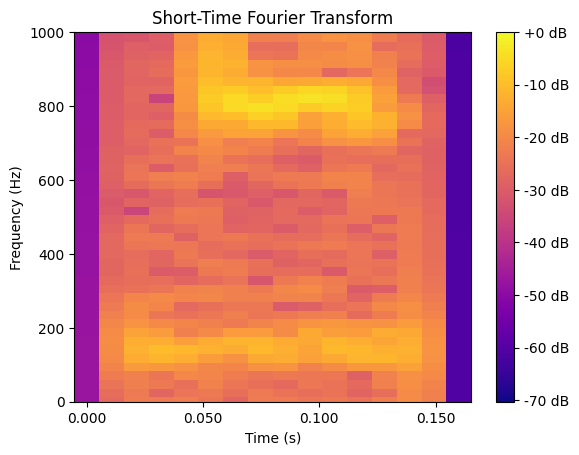 Short-Time Fourier Transform
1000
800
600
400
200
0
Frequency (Hz)
0.000
0.050
0.100
0.150
Time (s)
+0 dB
-10 dB
-20 dB
-30 dB
-40 dB
-50 dB
-60 dB
-70 dB